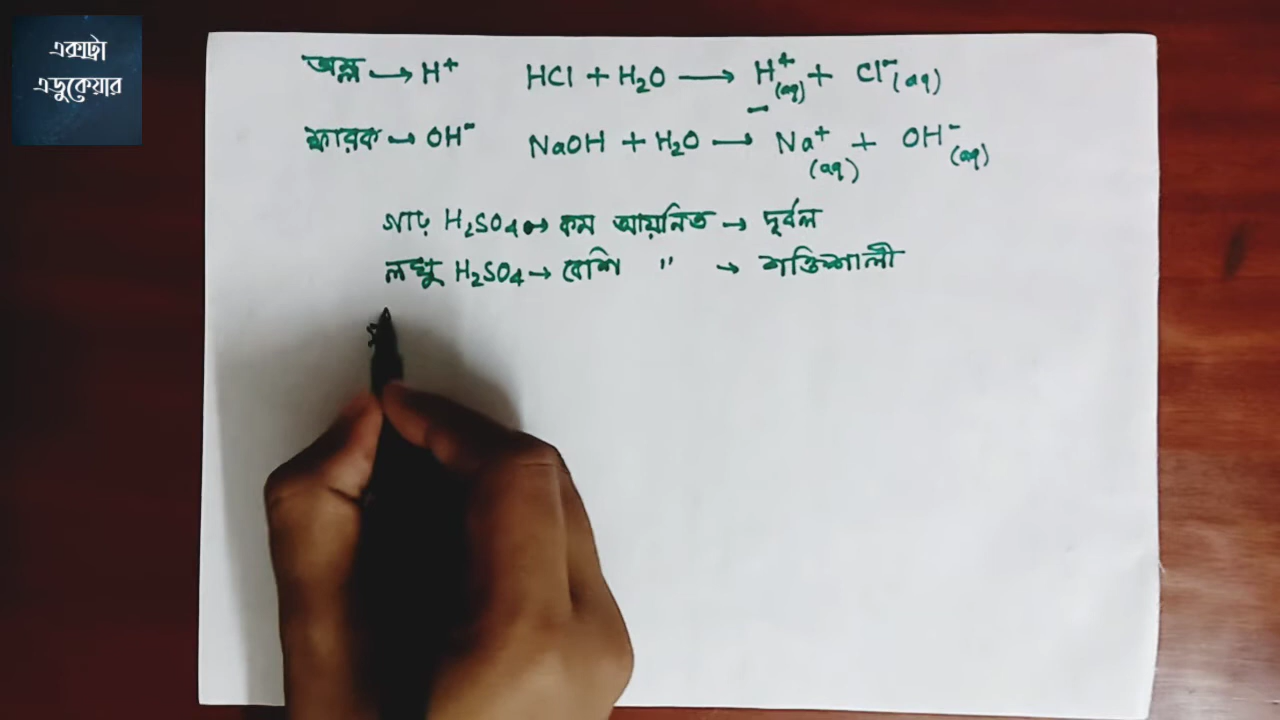 একাট্রা
এডুকেয়ার
অম্ল → H⁺ HCl + H₂O → H⁺(aq) + Cl⁻(aq)
ক্ষারক → OH⁻ NaOH + H₂O → Na⁺(aq) + OH⁻(aq)
গাঢ় H₂SO₄ → কম আয়নিত → দূর্বল
লঘু H₂SO₄ → বেশি " → শক্তিশালী